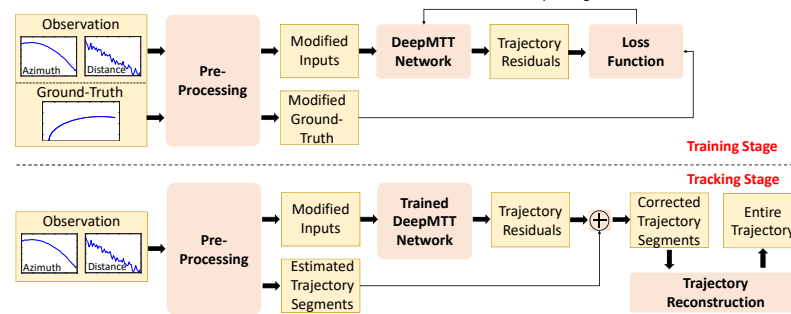 Observation
Azimuth
Distance
Ground-Truth
Pre-
Processing
Modified
Inputs
DeepMTT
Network
Trajectory
Residuals
Loss
Function
Modified
Ground-
Truth
Training Stage
Tracking Stage
Observation
Azimuth
Distance
Pre-
Processing
Modified
Inputs
Trained
DeepMTT
Network
Trajectory
Residuals
Estimated
Trajectory
Segments
Corrected
Trajectory
Segments
Entire
Trajectory
Trajectory
Reconstruction